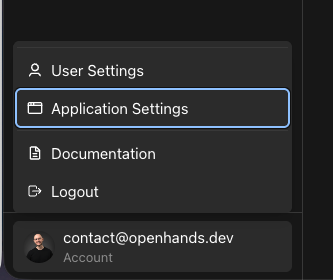 User Settings
Application Settings
Documentation
Logout
contact@openhands.dev
Account